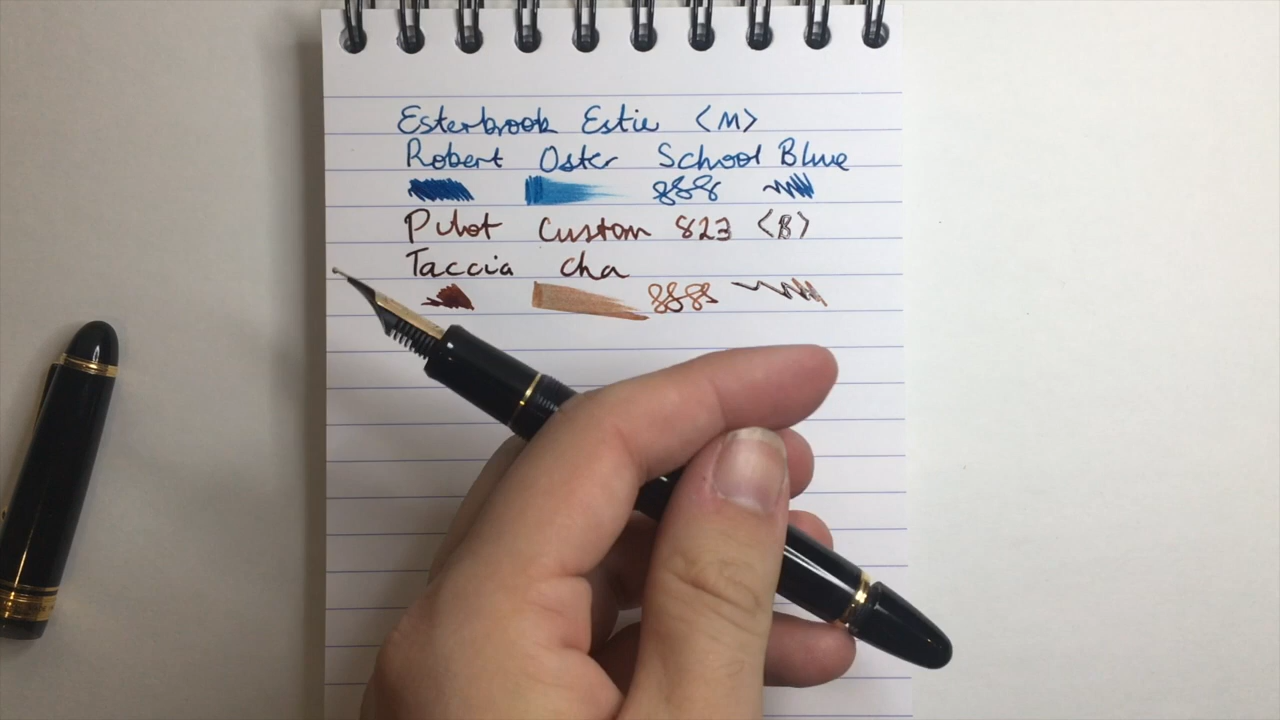 Esterbrook Estie <M>
Robert Oster School Blue
Pilot Custom 823 <B>
Taccia Cha